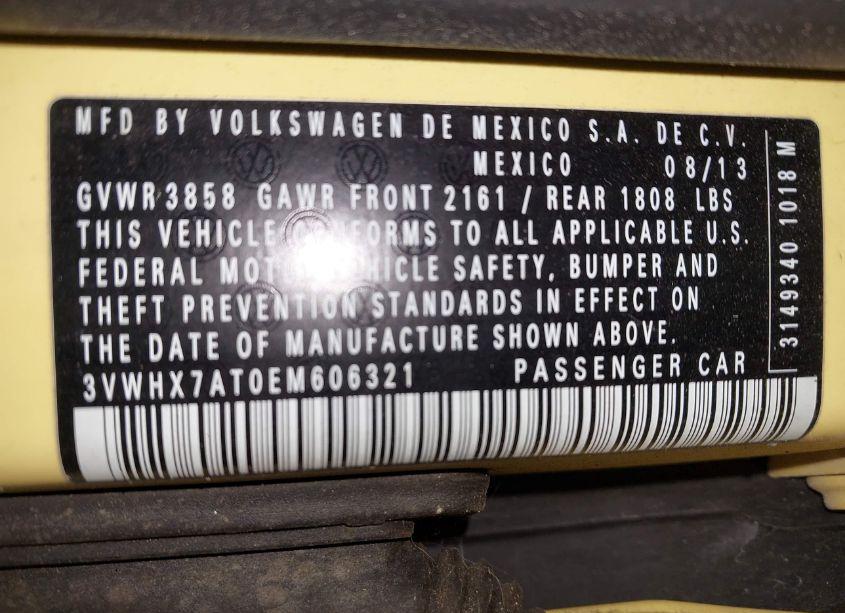 MFD BY VOLKSWAGEN DE MEXICO S.A. DE C.V.
MEXICO 08/13
GVWR 3858 GAWR FRONT 2161 / REAR 1808 LBS
THIS VEHICLE CONFORMS TO ALL APPLICABLE U.S.
FEDERAL MOTOR VEHICLE SAFETY, BUMPER AND
THEFT PREVENTION STANDARDS IN EFFECT ON
THE DATE OF MANUFACTURE SHOWN ABOVE.
3VWHX7AT0EM606321 PASSENGER CAR
3149340 1018 M